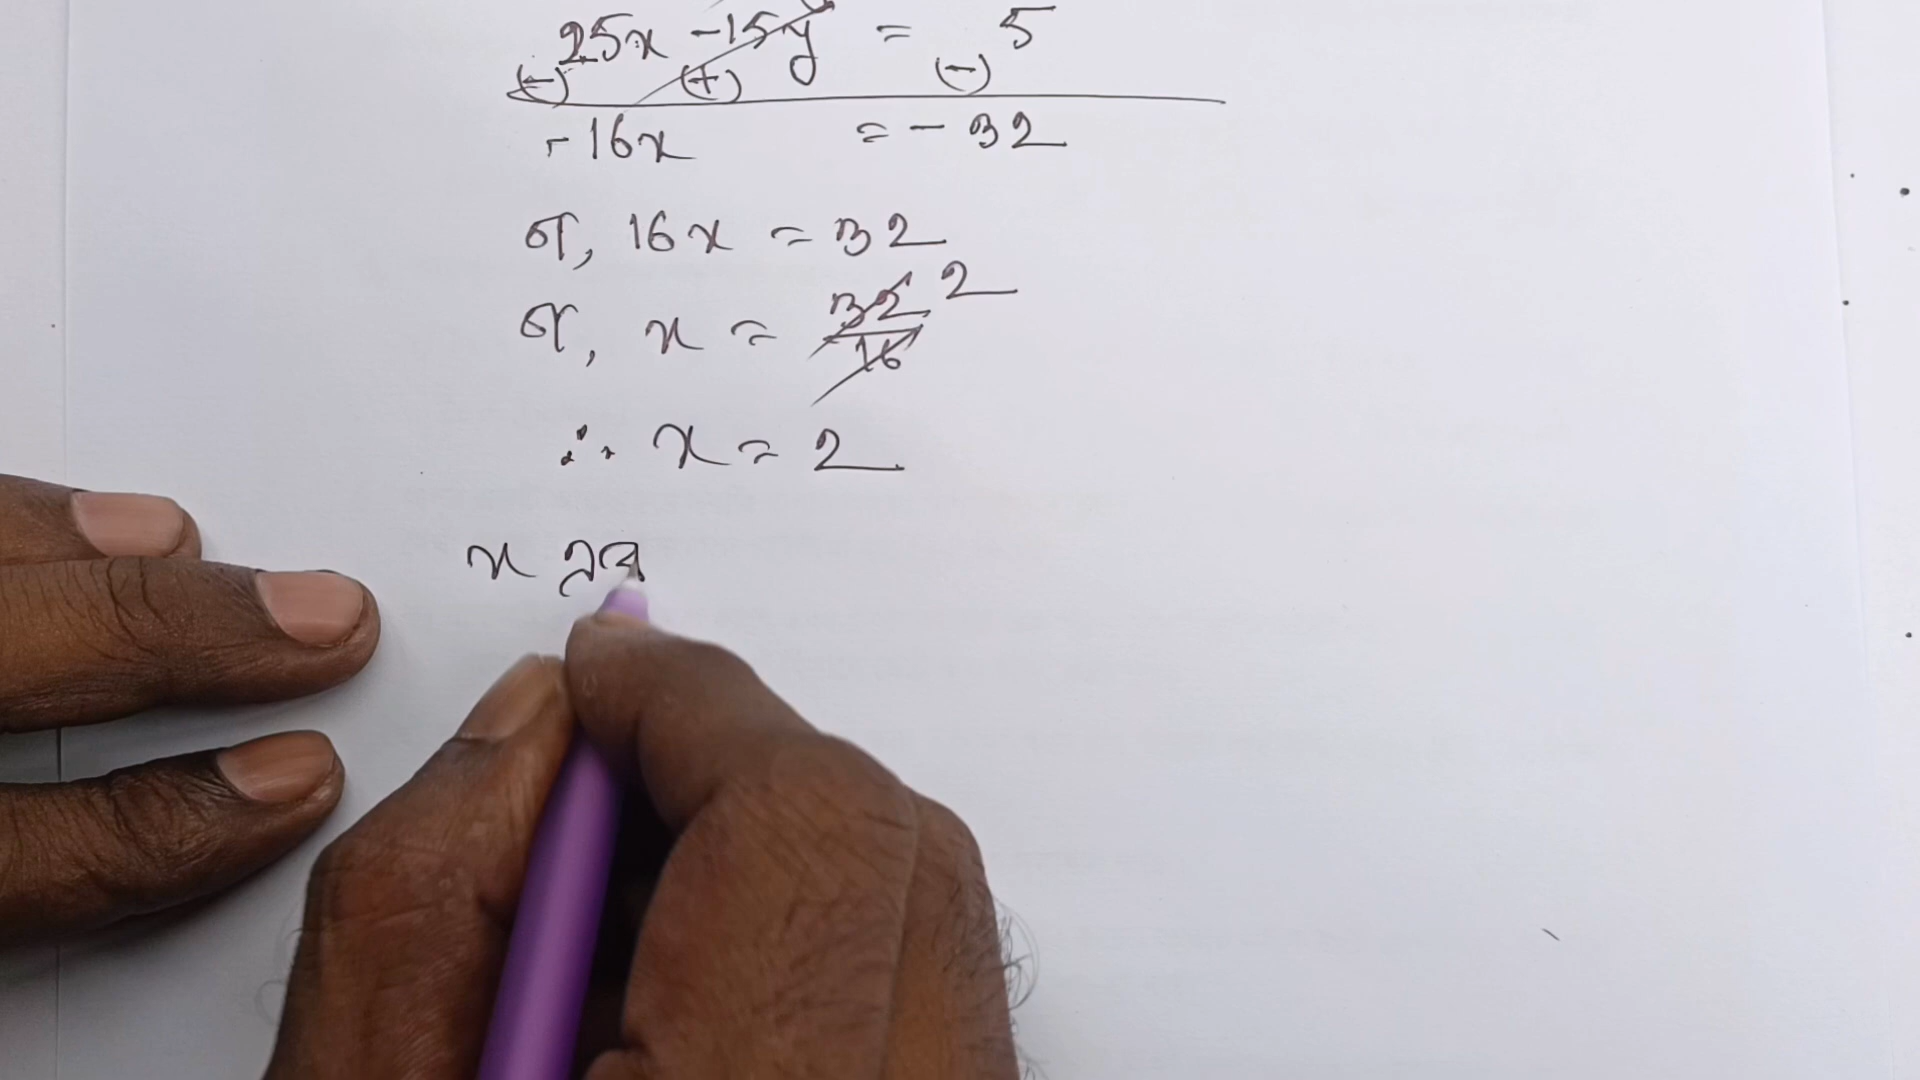 25x - 15y = 5
(-) (+) (-)
- 16x = - 32
বা, 16x = 32
বা, x = 32/16 2
∴ x = 2
x এর